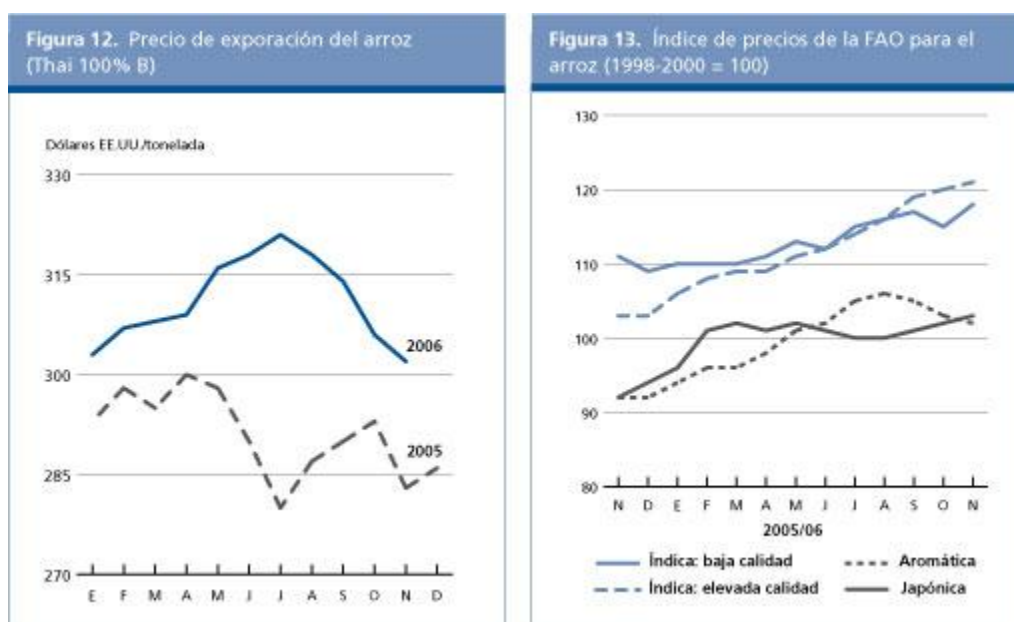 Figura 12. Precio de exporación del arroz
(Thai 100% B)
Dólares EE.UU./tonelada
330
315
300
285
270
2006
2005
E F M A M J J A S O N D
Figura 13. Índice de precios de la FAO para el
arroz (1998-2000 = 100)
130
120
110
100
90
80
N D E F M A M J J A S O N
2005/06
Índica: baja calidad
Aromática
Índica: elevada calidad
Japónica